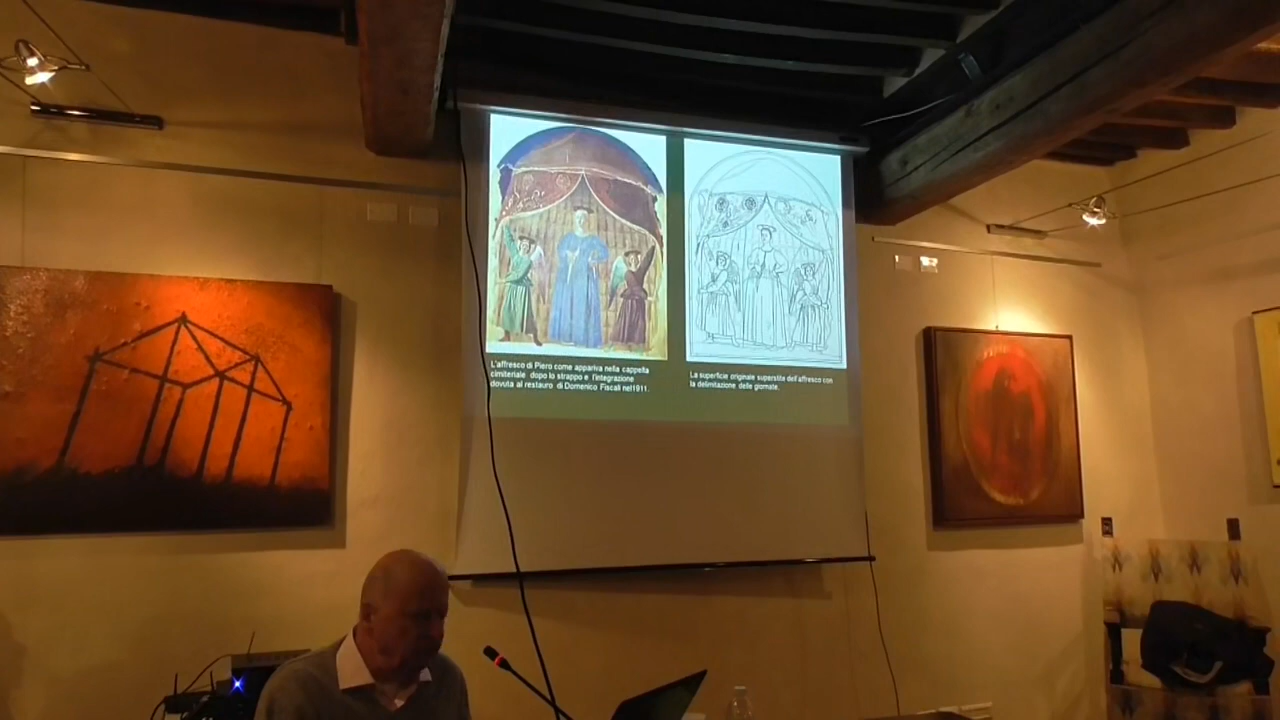 L'affresco di Piero come appariva nella cappella
cimiteriale dopo lo strappo e l'integrazione
dovuta al restauro di Domenico Fiscali nel1911.
La superficie originale superstite dell'affresco con
la delimitazione delle giornate.